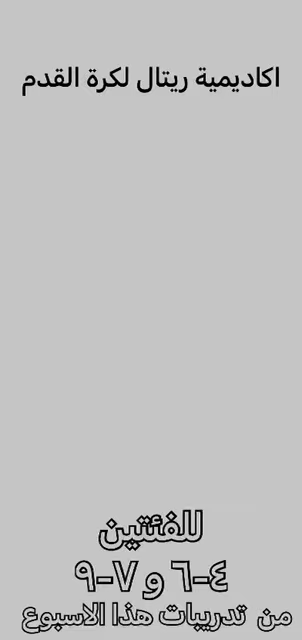 اكاديمية ريتال لكرة القدم
للفئتين
٤-٦ و ٧-٩
من تدريبات هذا الاسبوع